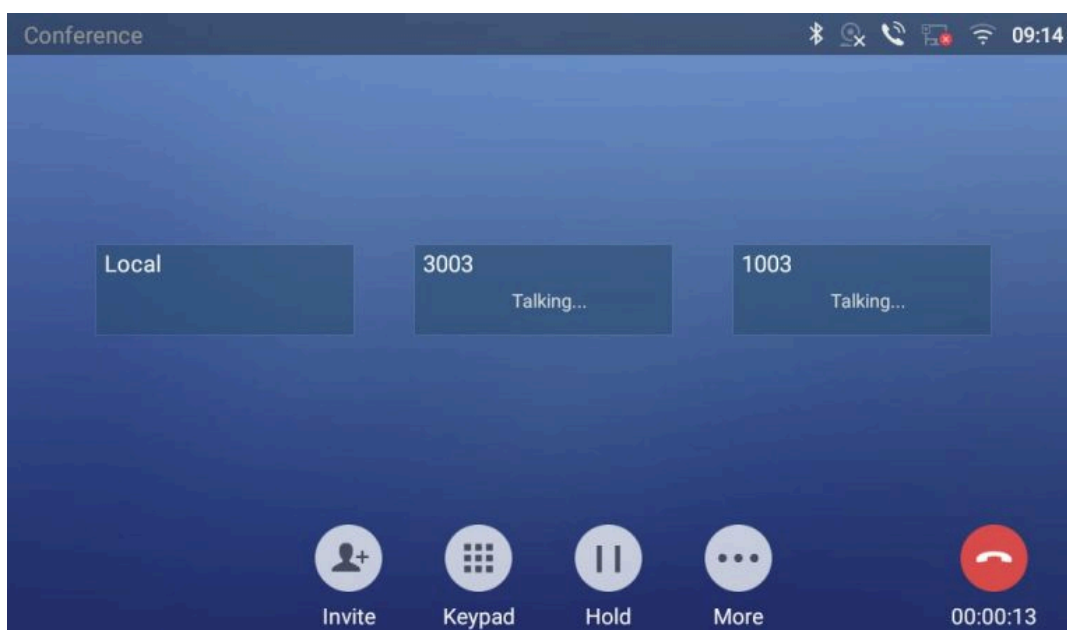 Conference 09:14
Local 3003 1003
Talking... Talking...
Invite Keypad Hold More 00:00:13